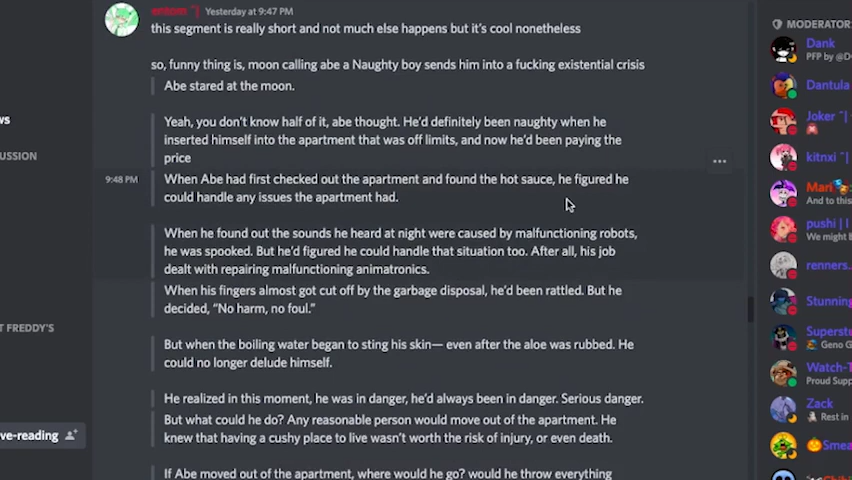 Yesterday at 9:47 PM
this segment is really short and not much else happens but it's cool nonetheless
so, funny thing is, moon calling abe a Naughty boy sends him into a fucking existential crisis
Abe stared at the moon.
Yeah, you don't know half of it, abe thought. He'd definitely been naughty when he
inserted himself into the apartment that was off limits, and now he'd been paying the
price
9:48 PM
When Abe had first checked out the apartment and found the hot sauce, he figured he
could handle any issues the apartment had.
When he found out the sounds he heard at night were caused by malfunctioning robots,
he was spooked. But he'd figured he could handle that situation too. After all, his job
dealt with repairing malfunctioning animatronics.
When his fingers almost got cut off by the garbage disposal, he'd been rattled. But he
decided, "No harm, no foul."
But when the boiling water began to sting his skin— even after the aloe was rubbed. He
could no longer delude himself.
He realized in this moment, he was in danger, he'd always been in danger. Serious danger.
But what could he do? Any reasonable person would move out of the apartment. He
knew that having a cushy place to live wasn't worth the risk of injury, or even death.
If Abe moved out of the apartment, where would he go? would he throw everything
ws
USSION
T FREDDY'S
ve-reading
MODERATOR
Dank
PFP by @D
Dantula
Joker ^|
kitnxi ^|
Mari
And to this
pushi |
We might b
renners.
Stunning
Superst
Geno G
Watch-T
Proud Supp
Zack
Rest in
Smea